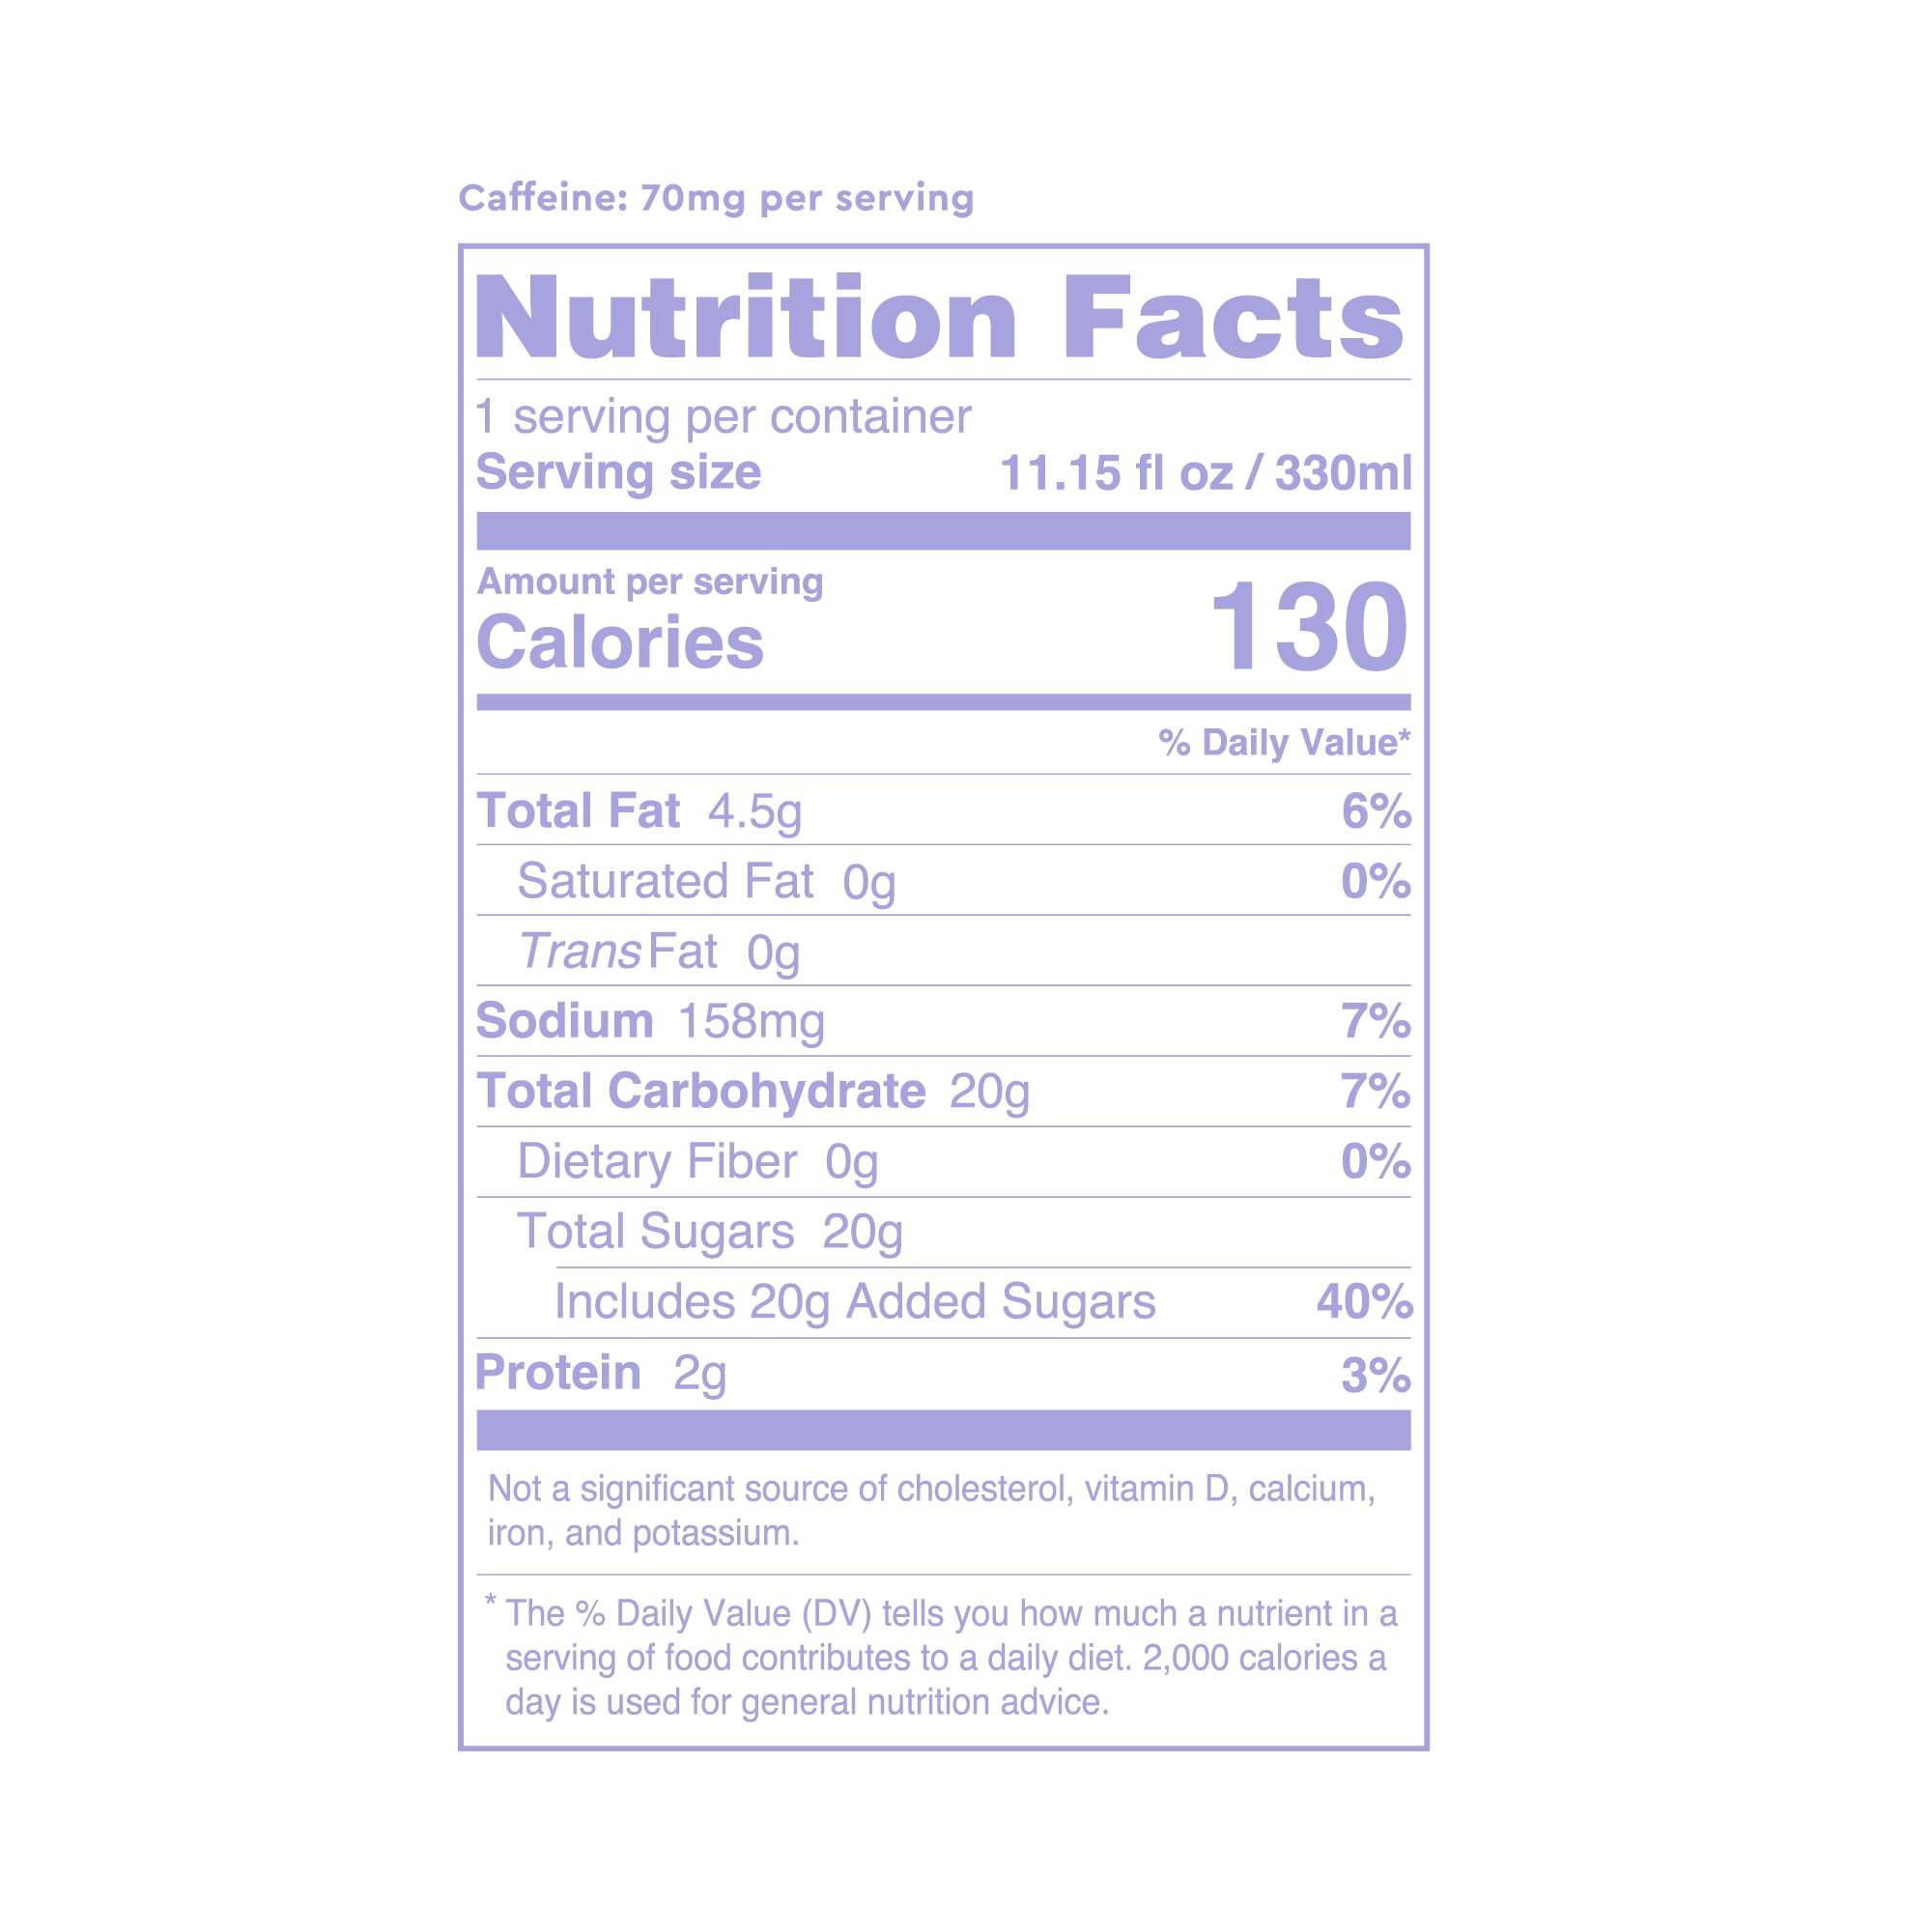 Caffeine: 70mg per serving
Nutrition Facts
1 serving per container
Serving size 11.15 fl oz / 330ml
Amount per serving
Calories 130
% Daily Value*
Total Fat 4.5g 6%
Saturated Fat 0g 0%
Trans Fat 0g
Sodium 158mg 7%
Total Carbohydrate 20g 7%
Dietary Fiber 0g 0%
Total Sugars 20g
Includes 20g Added Sugars 40%
Protein 2g 3%
Not a significant source of cholesterol, vitamin D, calcium,
iron, and potassium.
* The % Daily Value (DV) tells you how much a nutrient in a
serving of food contributes to a daily diet. 2,000 calories a
day is used for general nutrition advice.